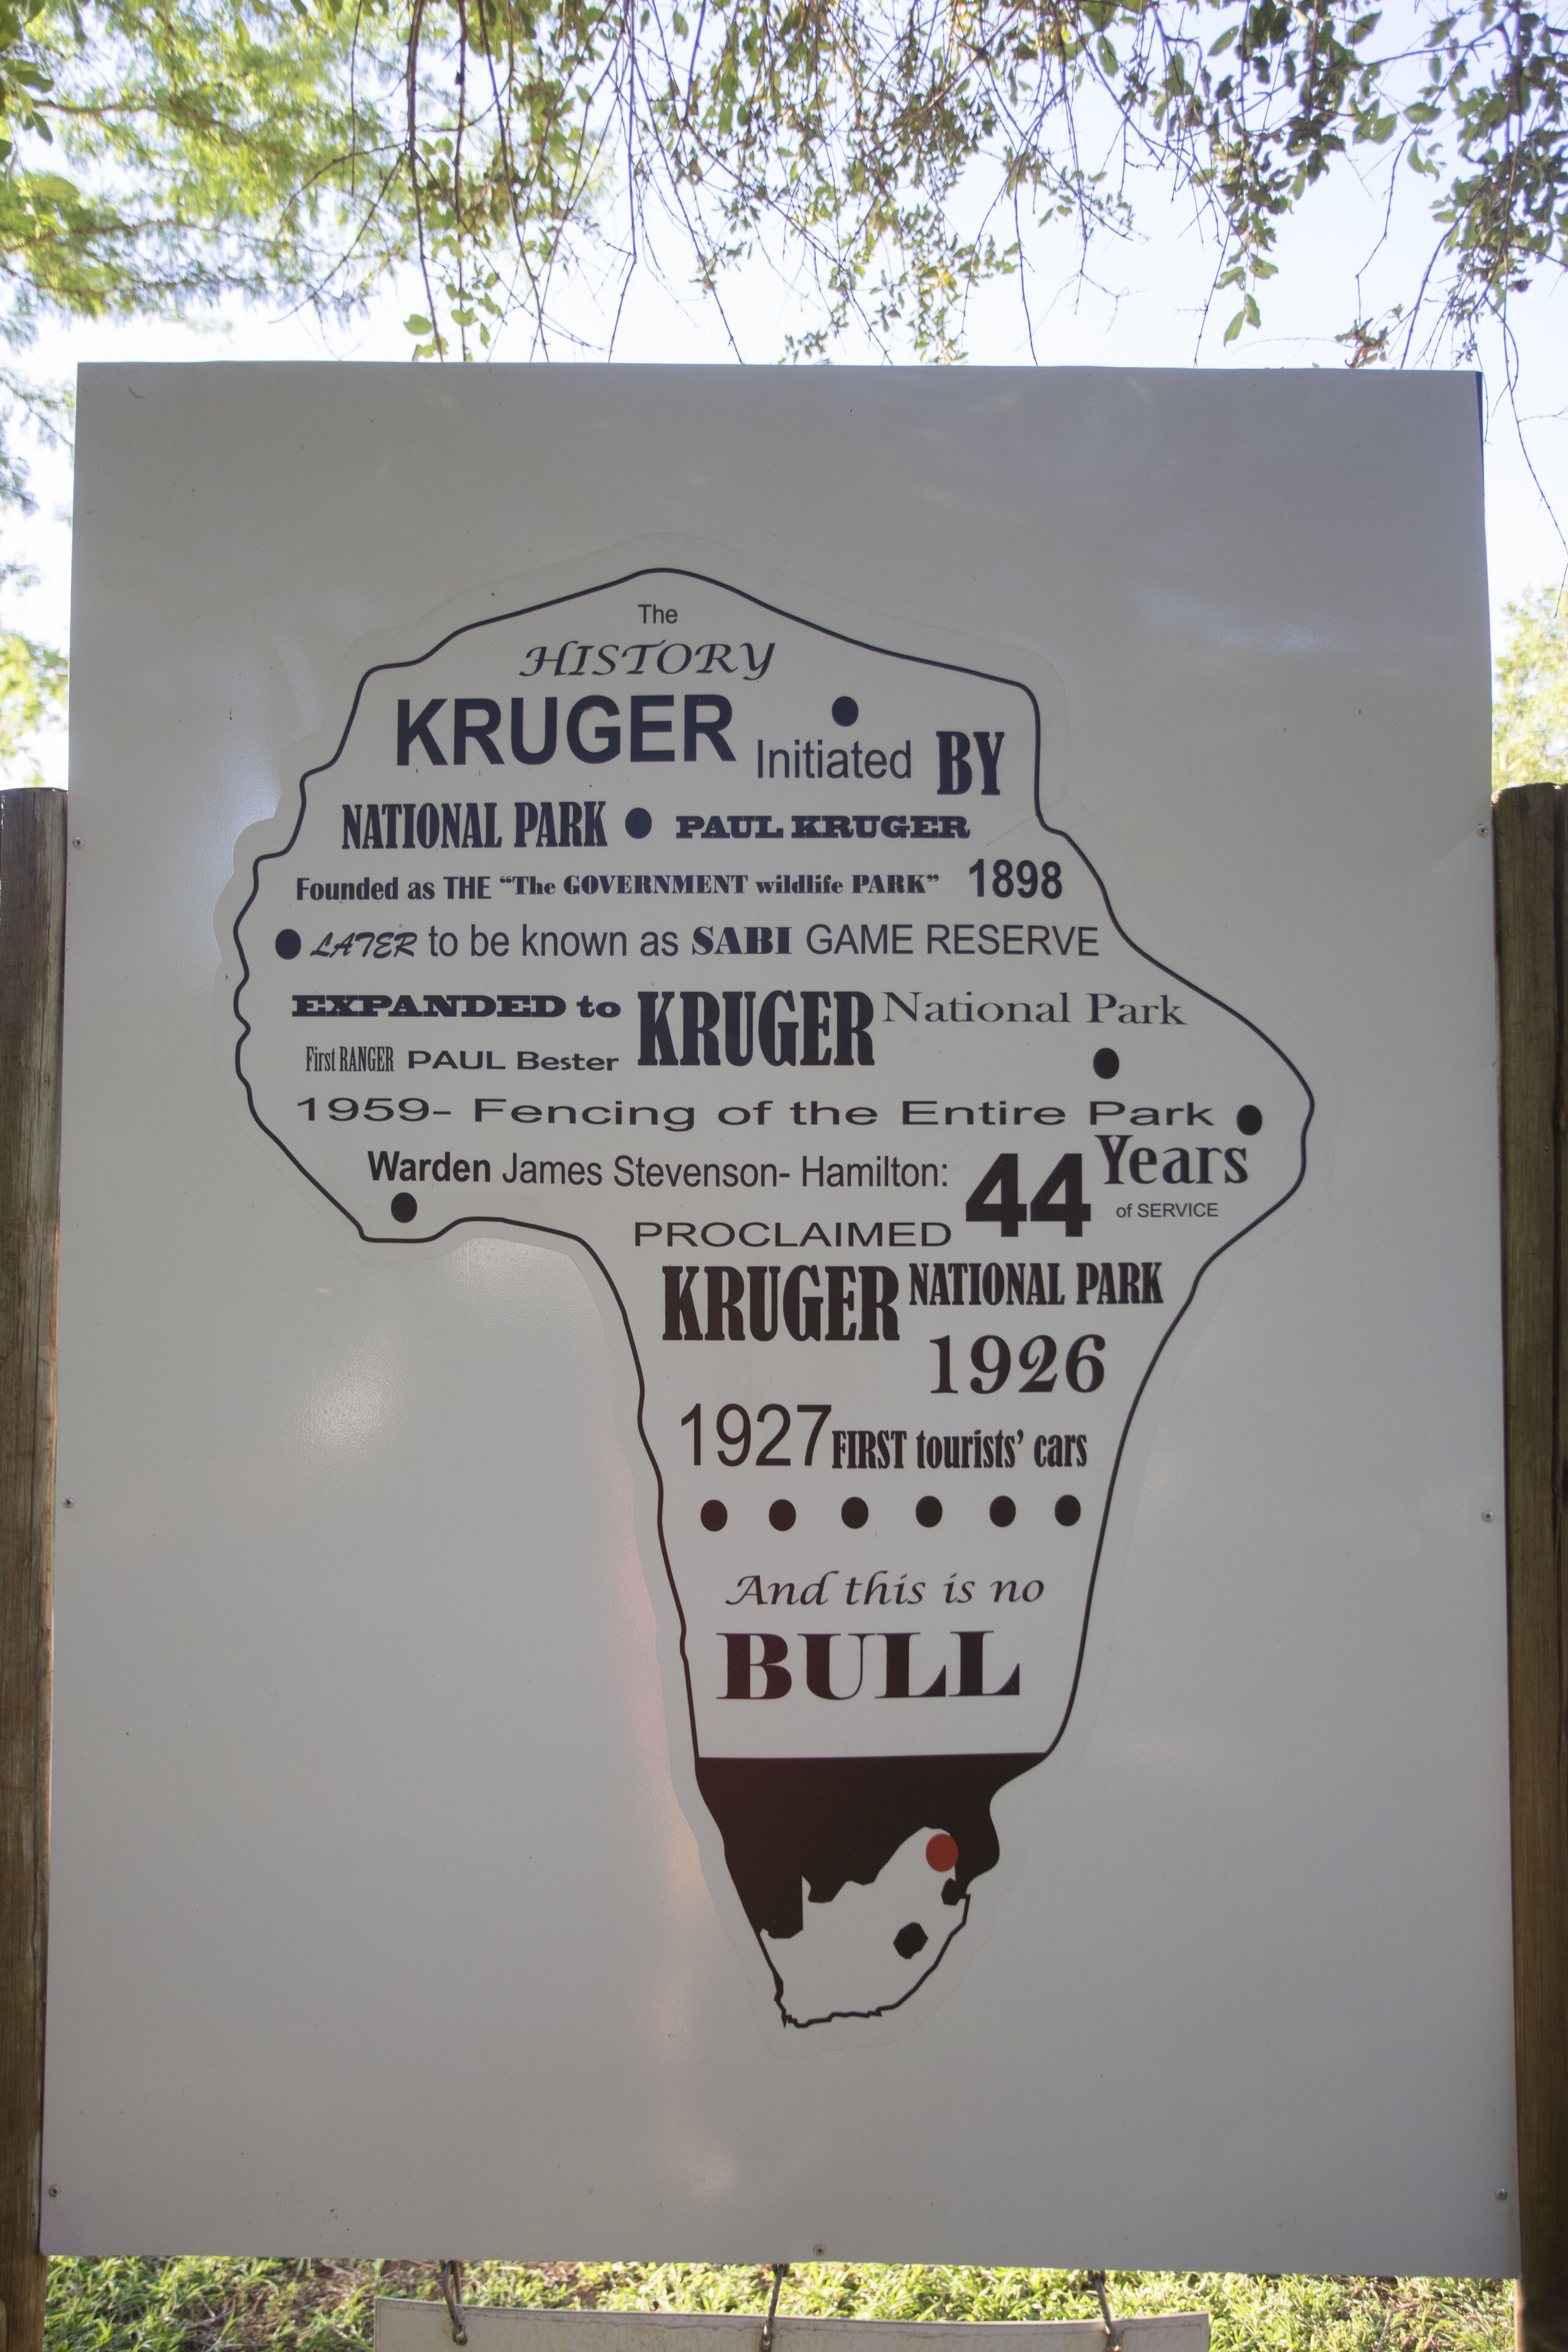 The
HISTORY
KRUGER Initiated BY
NATIONAL PARK • PAUL KRUGER
Founded as THE “The GOVERNMENT wildlife PARK” 1898
• LATER to be known as SABI GAME RESERVE
EXPANDED to KRUGER National Park
First RANGER PAUL Bester
1959- Fencing of the Entire Park •
Warden James Stevenson- Hamilton: 44 Years
of SERVICE
PROCLAIMED
KRUGER NATIONAL PARK
1926
1927 FIRST tourists’ cars
• • • • • •
And this is no
BULL